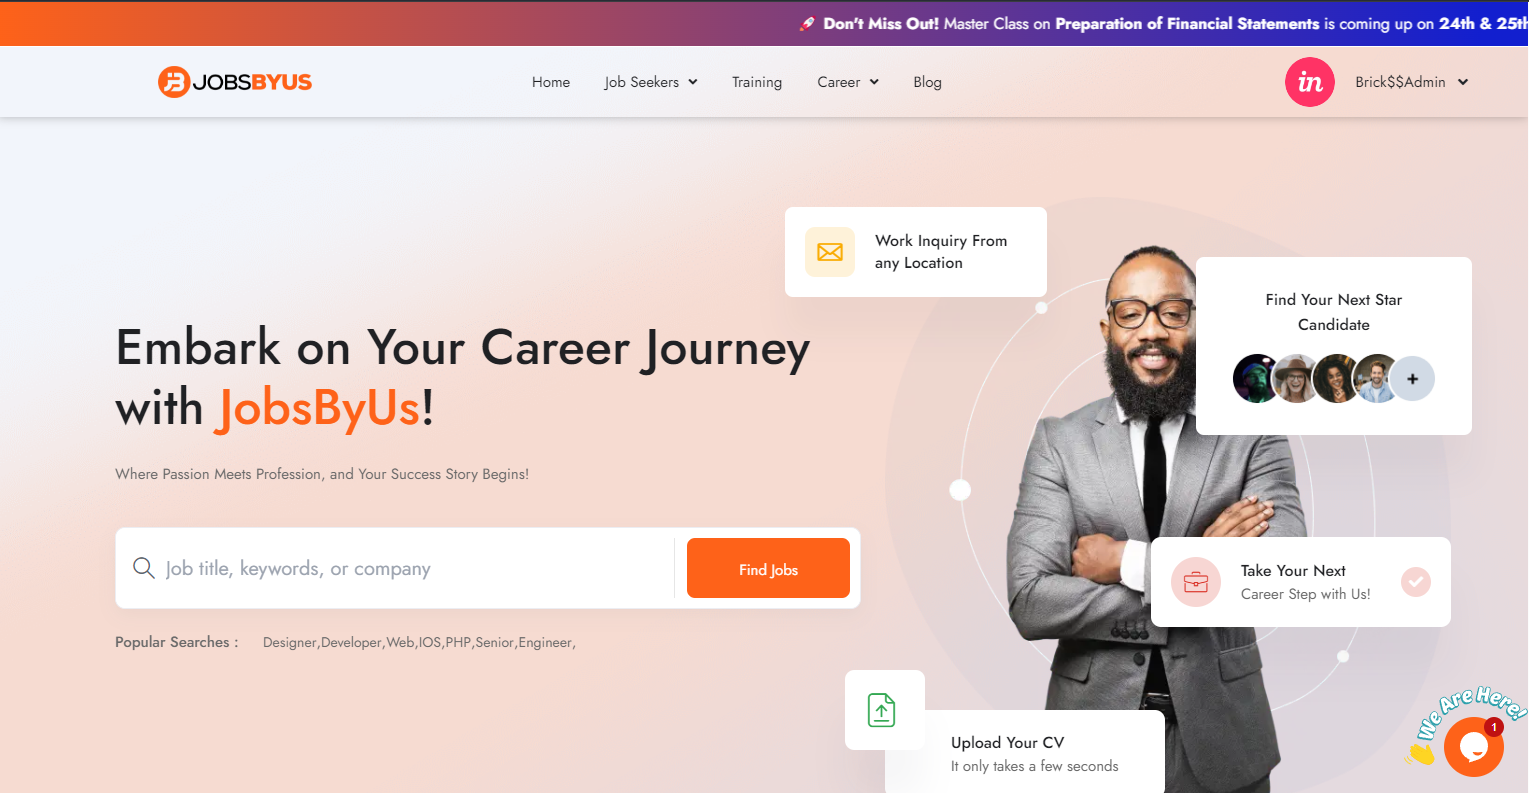 🚀 Don't Miss Out! Master Class on Preparation of Financial Statements is coming up on 24th & 25th
JOBSBYUS
Home
Job Seekers
Training
Career
Blog
in
Brick$$Admin
Work Inquiry From
any Location
Find Your Next Star
Candidate
Embark on Your Career Journey
with JobsByUs!
Where Passion Meets Profession, and Your Success Story Begins!
Job title, keywords, or company
Find Jobs
Popular Searches :
Designer,Developer,Web,IOS,PHP,Senior,Engineer,
Take Your Next
Career Step with Us!
Upload Your CV
It only takes a few seconds
We Are Here!
1